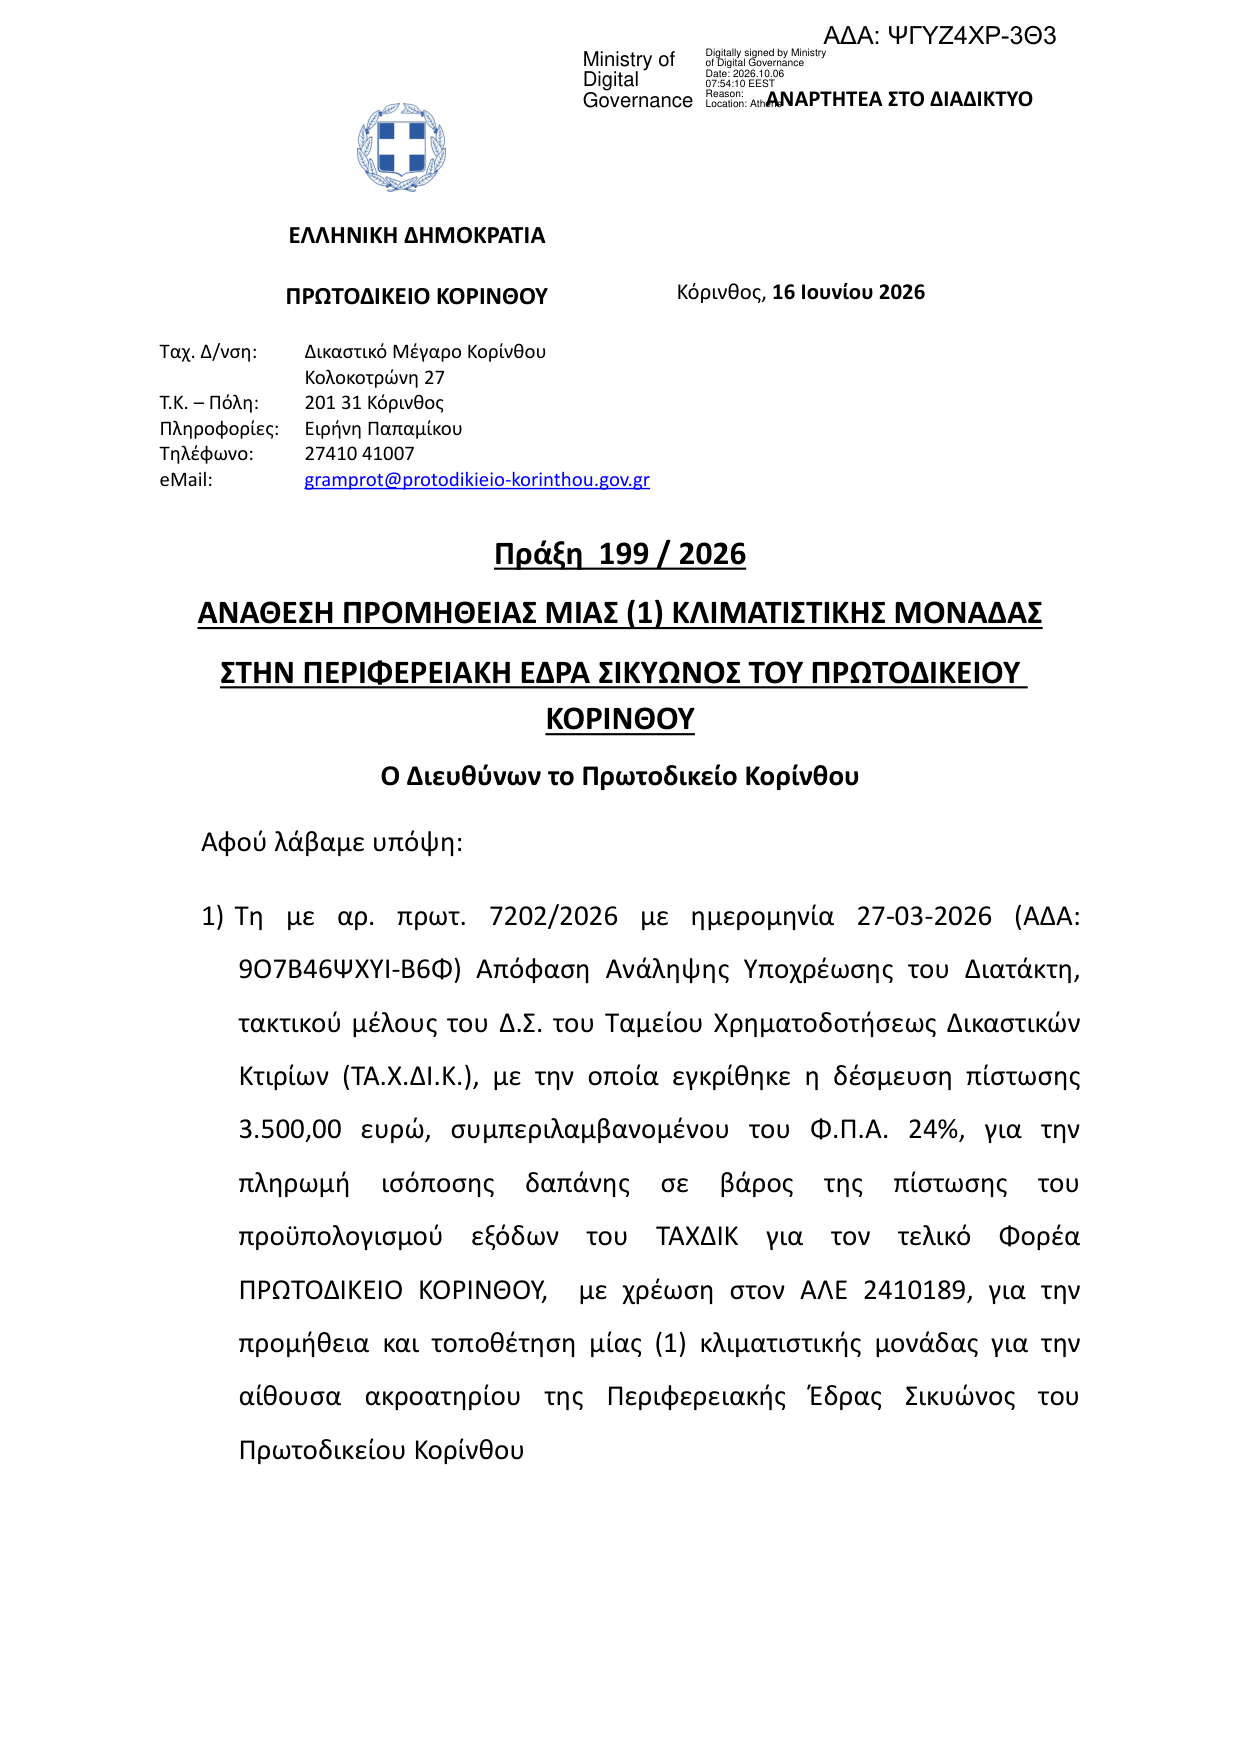 ΑΔΑ: ΨΓΥΖ4ΧΡ-3Θ3
Ministry of
Digital
Governance
Digitally signed by Ministry
of Digital Governance
Date: 2026.10.06
07:54:10 EEST
Reason:
Location: Athens
ΑΝΑΡΤΗΤΕΑ ΣΤΟ ΔΙΑΔΙΚΤΥΟ
ΕΛΛΗΝΙΚΗ ΔΗΜΟΚΡΑΤΙΑ
ΠΡΩΤΟΔΙΚΕΙΟ ΚΟΡΙΝΘΟΥ
Κόρινθος, 16 Ιουνίου 2026
Ταχ. Δ/νση: Δικαστικό Μέγαρο Κορίνθου
Κολοκοτρώνη 27
Τ.Κ. – Πόλη: 201 31 Κόρινθος
Πληροφορίες: Ειρήνη Παπαμίκου
Τηλέφωνο: 27410 41007
eMail: gramprot@protodikieio-korinthou.gov.gr
Πράξη 199 / 2026
ΑΝΑΘΕΣΗ ΠΡΟΜΗΘΕΙΑΣ ΜΙΑΣ (1) ΚΛΙΜΑΤΙΣΤΙΚΗΣ ΜΟΝΑΔΑΣ
ΣΤΗΝ ΠΕΡΙΦΕΡΕΙΑΚΗ ΕΔΡΑ ΣΙΚΥΩΝΟΣ ΤΟΥ ΠΡΩΤΟΔΙΚΕΙΟΥ
ΚΟΡΙΝΘΟΥ
Ο Διευθύνων το Πρωτοδικείο Κορίνθου
Αφού λάβαμε υπόψη:
1) Τη με αρ. πρωτ. 7202/2026 με ημερομηνία 27-03-2026 (ΑΔΑ:
9Ο7Β46ΨΧΥΙ-Β6Φ) Απόφαση Ανάληψης Υποχρέωσης του Διατάκτη,
τακτικού μέλους του Δ.Σ. του Ταμείου Χρηματοδοτήσεως Δικαστικών
Κτιρίων (ΤΑ.Χ.ΔΙ.Κ.), με την οποία εγκρίθηκε η δέσμευση πίστωσης
3.500,00 ευρώ, συμπεριλαμβανομένου του Φ.Π.Α. 24%, για την
πληρωμή ισόποσης δαπάνης σε βάρος της πίστωσης του
προϋπολογισμού εξόδων του ΤΑΧΔΙΚ για τον τελικό Φορέα
ΠΡΩΤΟΔΙΚΕΙΟ ΚΟΡΙΝΘΟΥ, με χρέωση στον ΑΛΕ 2410189, για την
προμήθεια και τοποθέτηση μίας (1) κλιματιστικής μονάδας για την
αίθουσα ακροατηρίου της Περιφερειακής Έδρας Σικυώνος του
Πρωτοδικείου Κορίνθου